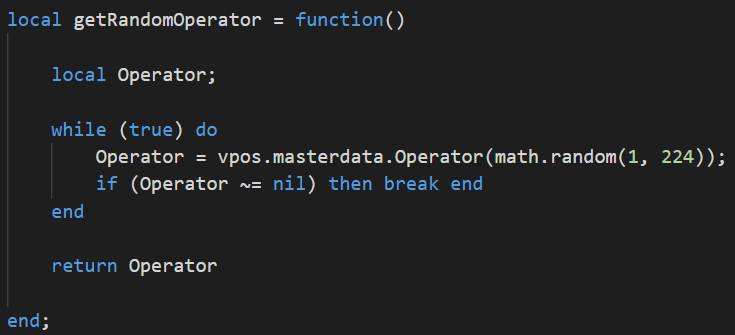 local getRandomOperator = function()
local Operator;
while (true) do
Operator = vpos.masterdata.Operator(math.random(1, 224));
if (Operator ~= nil) then break end
end
return Operator
end;